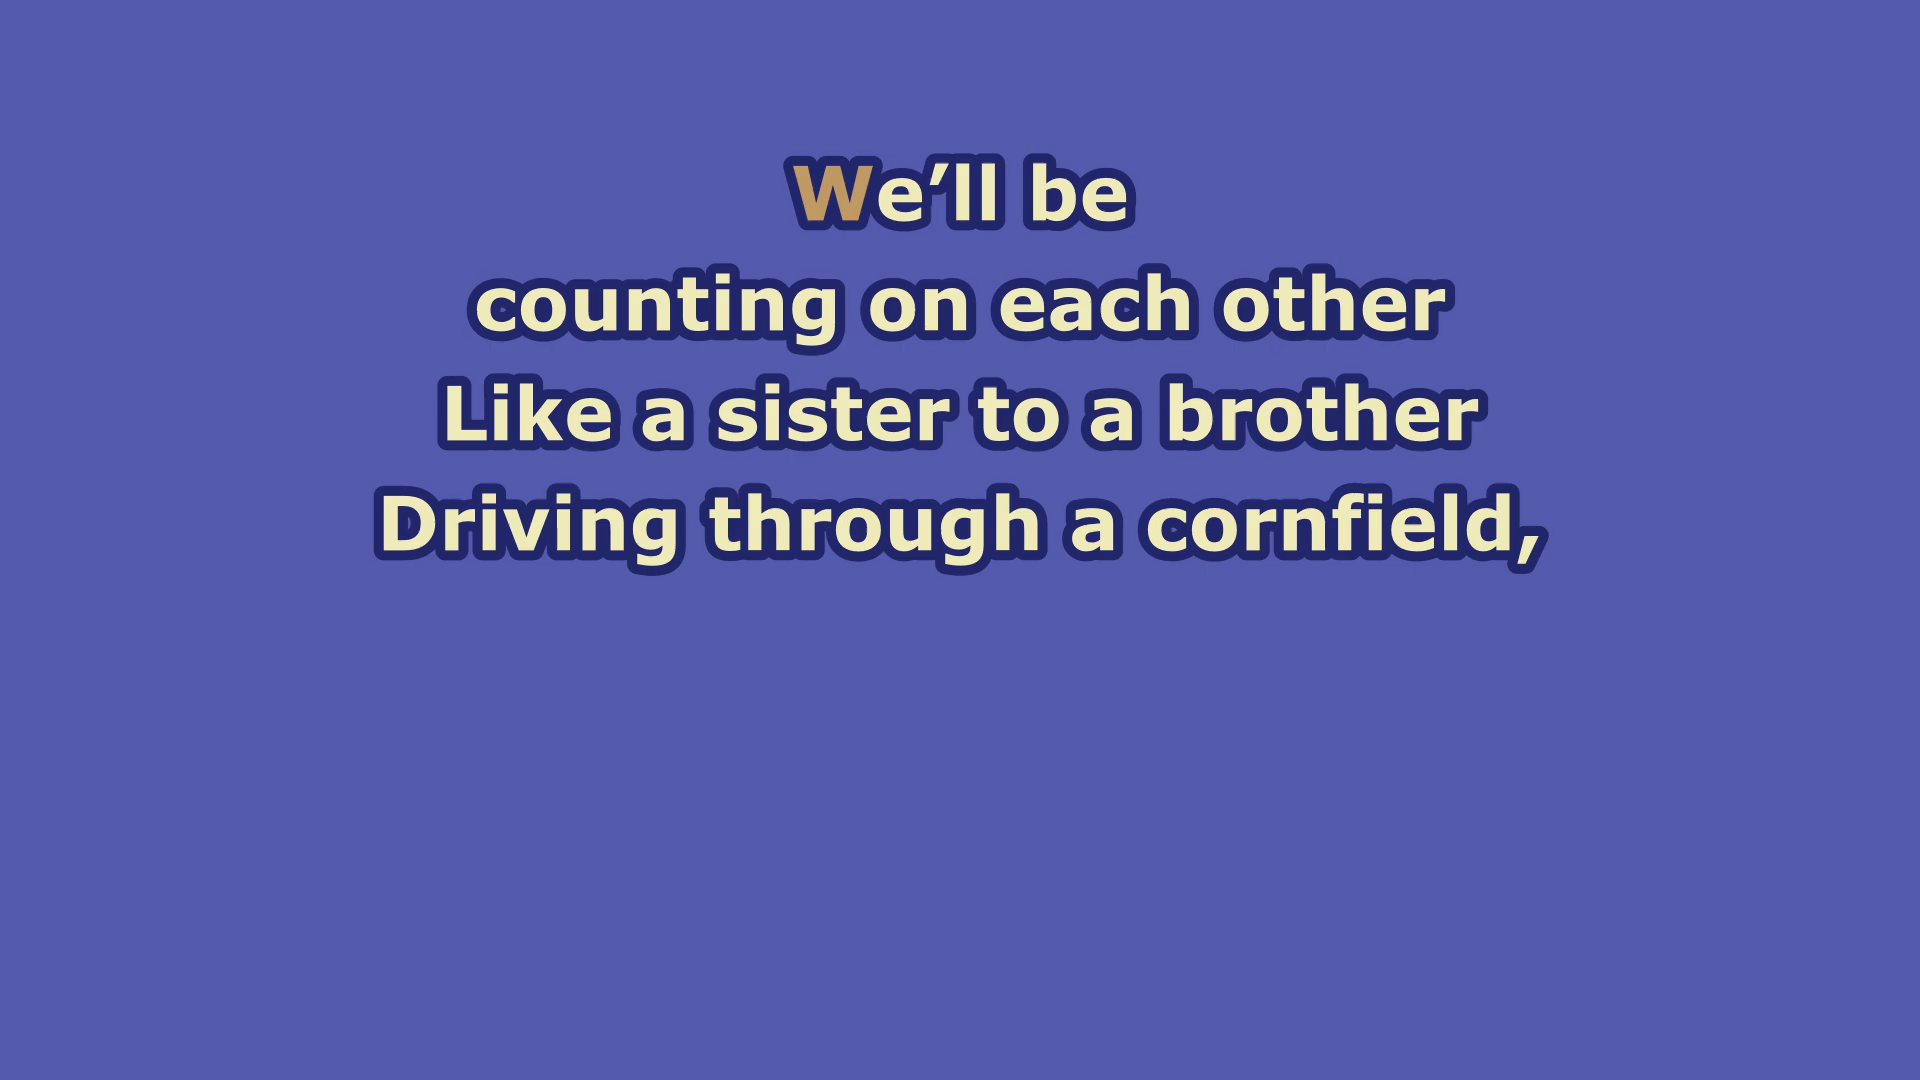 We’ll be
counting on each other
Like a sister to a brother
Driving through a cornfield,